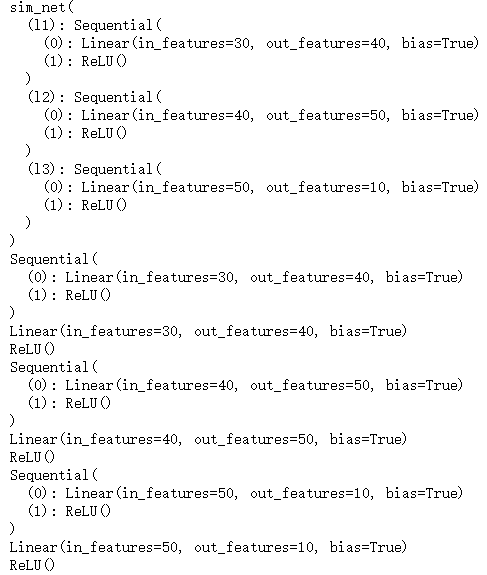 sim_net(
  (l1): Sequential(
    (0): Linear(in_features=30, out_features=40, bias=True)
    (1): ReLU()
  )
  (l2): Sequential(
    (0): Linear(in_features=40, out_features=50, bias=True)
    (1): ReLU()
  )
  (l3): Sequential(
    (0): Linear(in_features=50, out_features=10, bias=True)
    (1): ReLU()
  )
)
Sequential(
  (0): Linear(in_features=30, out_features=40, bias=True)
  (1): ReLU()
)
Linear(in_features=30, out_features=40, bias=True)
ReLU()
Sequential(
  (0): Linear(in_features=40, out_features=50, bias=True)
  (1): ReLU()
)
Linear(in_features=40, out_features=50, bias=True)
ReLU()
Sequential(
  (0): Linear(in_features=50, out_features=10, bias=True)
  (1): ReLU()
)
Linear(in_features=50, out_features=10, bias=True)
ReLU()